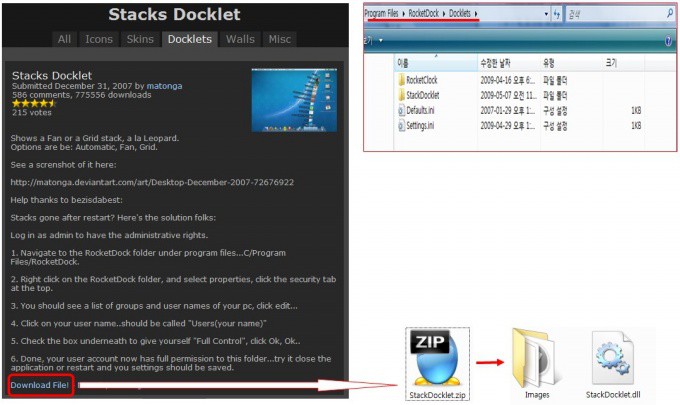 Stacks Docklet
All Icons Skins Docklets Walls Misc
Stacks Docklet
Submitted December 31, 2007 by matonga
586 comments, 775556 downloads
215 votes
Shows a Fan or a Grid stack, a la Leopard.
Options are be: Automatic, Fan, Grid.
See a screnshot of it here:
http://matonga.deviantart.com/art/Desktop-December-2007-72676922
Help thanks to bezisdabest:
Stacks gone after restart? Here's the solution folks:
Log in as admin to have the administrative rights.
1. Navigate to the RocketDock folder under program files...C/Program
Files/RocketDock.
2. Right click on the RocketDock folder, and select properties, click the security tab
at the top.
3. You should see a list of groups and user names of your pc, click edit...
4. Click on your user name..should be called "Users(your name)"
5. Check the box underneath to give yourself "Full Control", click Ok, Ok..
6. Done, your user account now has full permission to this folder...try it close the
application or restart and you settings should be saved.
Download File!
Program Files ▸ RocketDock ▸ Docklets ▸
검색
이름 수정한 날짜 유형 크기
RocketClock 2009-04-16 오후 6:... 파일 폴더
StackDocklet 2009-05-07 오전 11... 파일 폴더
Defaults.ini 2007-01-29 오후 1:... 구성 설정 1KB
Settings.ini 2009-04-29 오후 1:... 구성 설정 1KB
ZIP
StackDocklet.zip
Images
StackDocklet.dll